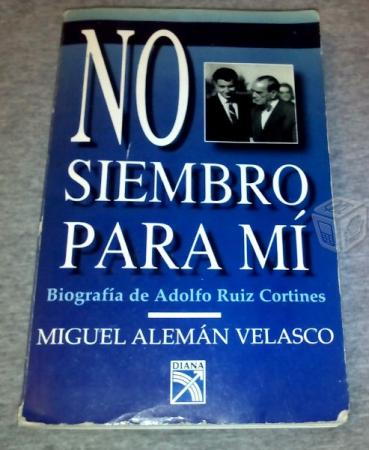 NO
SIEMBRO
PARA MÍ
Biografía de Adolfo Ruiz Cortines
MIGUEL ALEMÁN VELASCO
DIANA